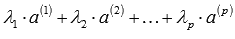 λ₁ · a⁽¹⁾ + λ₂ · a⁽²⁾ + … + λₚ · a⁽ᵖ⁾